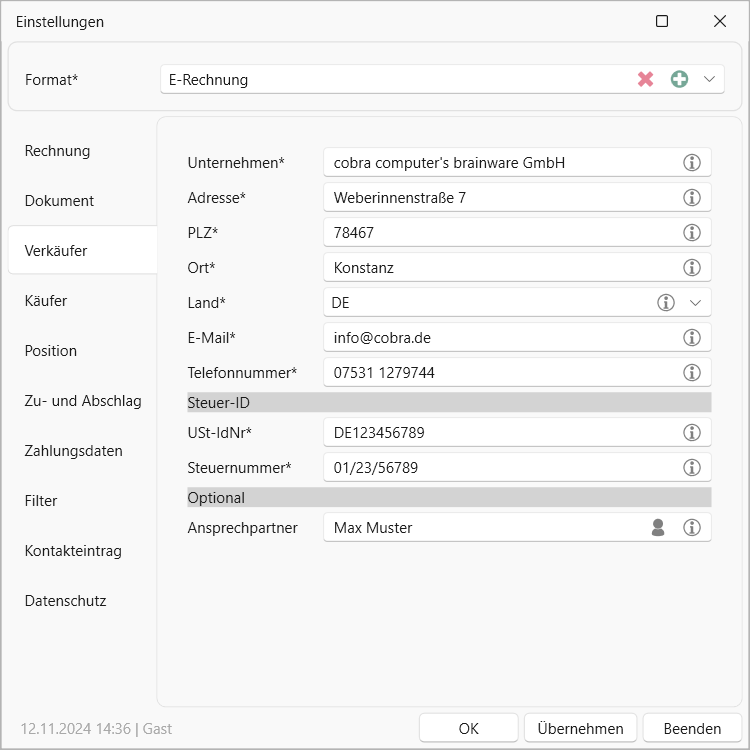 Einstellungen
Format*
E-Rechnung
Rechnung
Dokument
Verkäufer
Käufer
Position
Zu- und Abschlag
Zahlungsdaten
Filter
Kontakteintrag
Datenschutz
Unternehmen* cobra computer's brainware GmbH
Adresse* Weberinnenstraße 7
PLZ* 78467
Ort* Konstanz
Land* DE
E-Mail* info@cobra.de
Telefonnummer* 07531 1279744
Steuer-ID
USt-IdNr* DE123456789
Steuernummer* 01/23/56789
Optional
Ansprechpartner Max Muster
12.11.2024 14:36 | Gast
OK Übernehmen Beenden